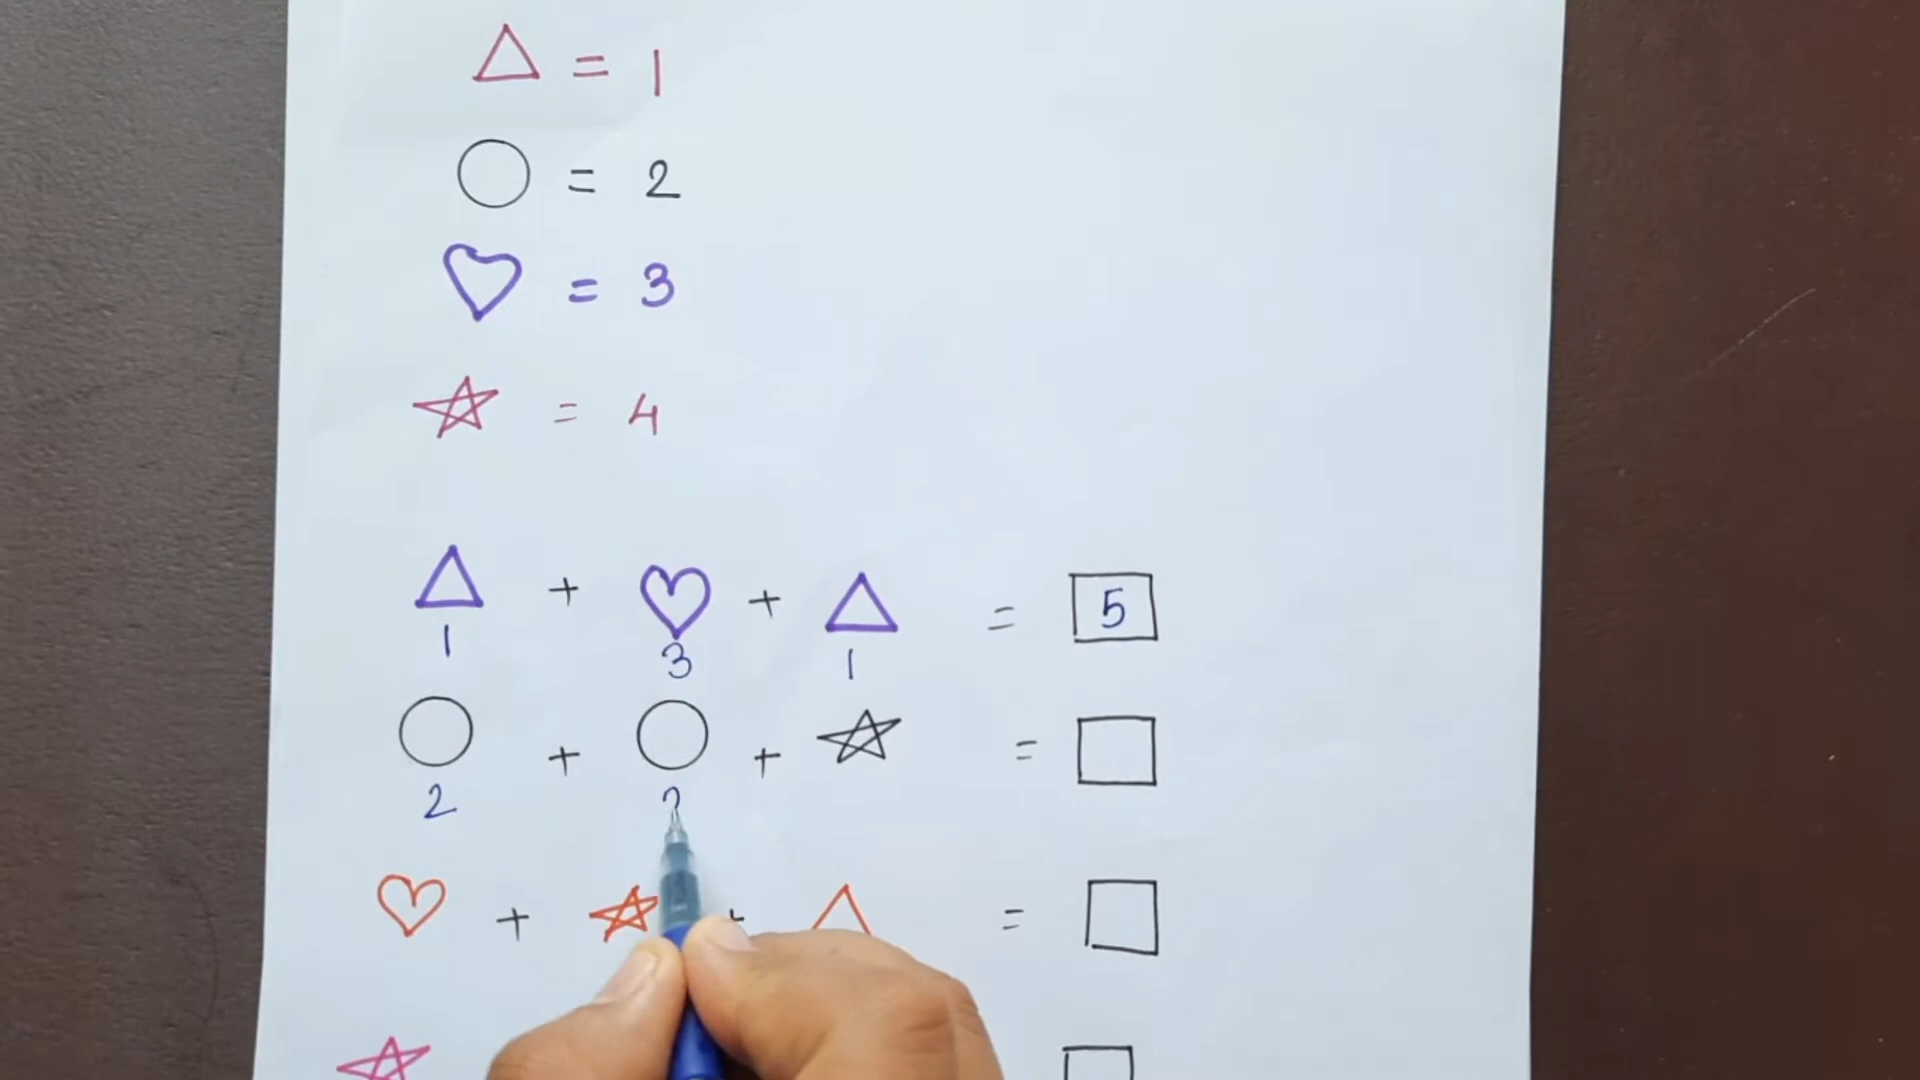 △ = 1
○ = 2
♡ = 3
☆ = 4
△ + ♡ + △ = 5
1 3 1
○ + ○ + ☆ = □
2 2
♡ + ☆ + △ = □
☆ □